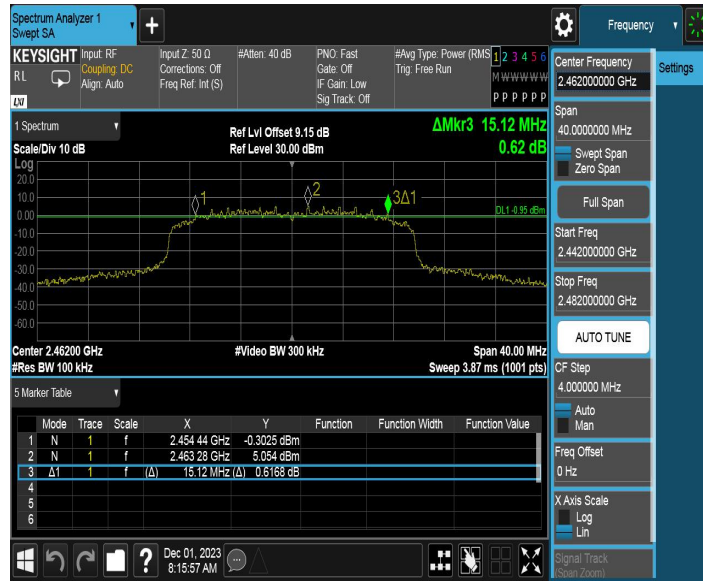 Spectrum Analyzer 1
Swept SA
Frequency
KEYSIGHT
RL
LXI
Input: RF
Coupling: DC
Align: Auto
Input Z: 50 Ω
Corrections: Off
Freq Ref: Int (S)
#Atten: 40 dB
PNO: Fast
Gate: Off
IF Gain: Low
Sig Track: Off
#Avg Type: Power (RMS
Trig: Free Run
1 2 3 4 5 6
M W W W W W
P P P P P P
1 Spectrum
Scale/Div 10 dB
Ref Lvl Offset 9.15 dB
Ref Level 30.00 dBm
ΔMkr3 15.12 MHz
0.62 dB
Log
20.0
10.0
0.00
-10.0
-20.0
-30.0
-40.0
-50.0
-60.0
1
2
3Δ1
DL1 -0.95 dBm
Center 2.46200 GHz
#Res BW 100 kHz
#Video BW 300 kHz
Span 40.00 MHz
Sweep 3.87 ms (1001 pts)
5 Marker Table
Mode Trace Scale X Y Function Function Width Function Value
1 N 1 f 2.454 44 GHz -0.3025 dBm
2 N 1 f 2.463 28 GHz 5.054 dBm
3 Δ1 1 f (Δ) 15.12 MHz (Δ) 0.6168 dB
4
5
6
Dec 01, 2023
8:15:57 AM
Center Frequency
2.462000000 GHz
Settings
Span
40.0000000 MHz
Swept Span
Zero Span
Full Span
Start Freq
2.442000000 GHz
Stop Freq
2.482000000 GHz
AUTO TUNE
CF Step
4.000000 MHz
Auto
Man
Freq Offset
0 Hz
X Axis Scale
Log
Lin
Signal Track
(Span Zoom)